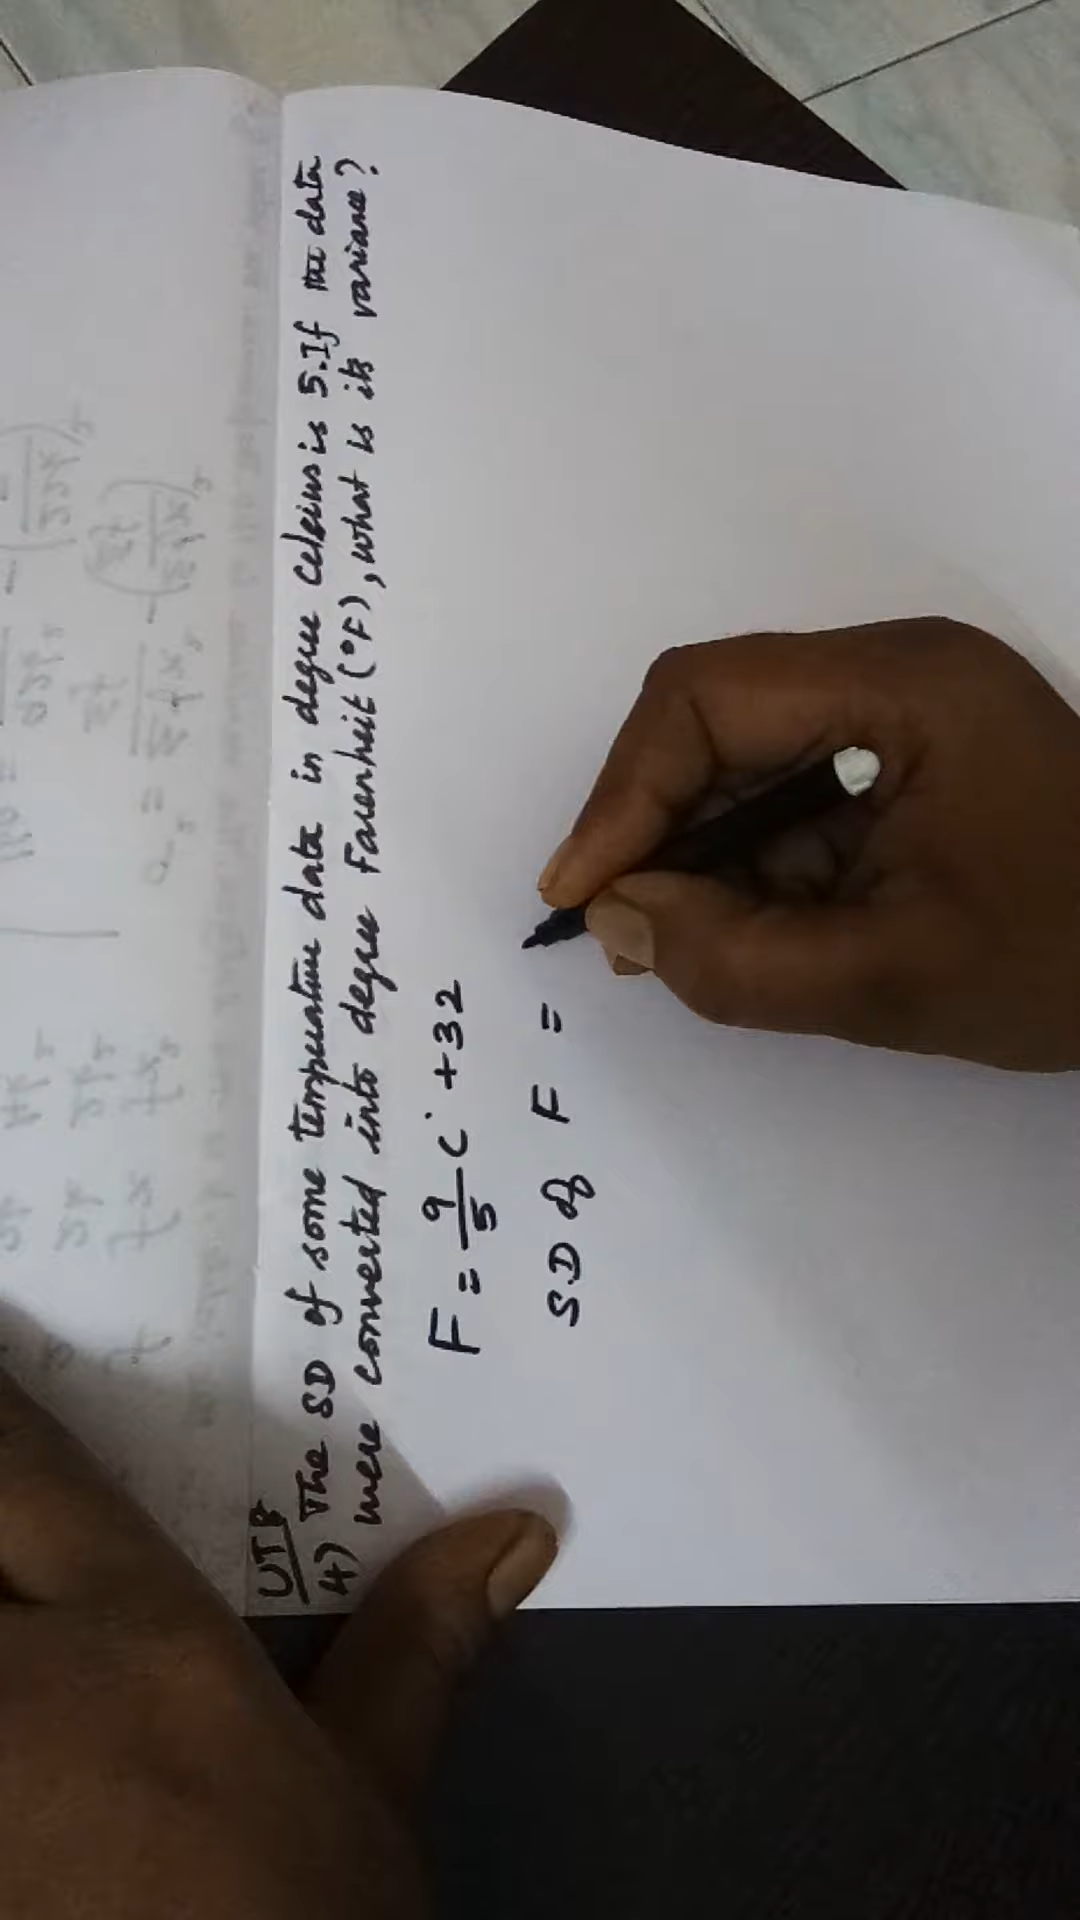 UTB
4) The SD of some temperature data in degree celsius is 5. If the data
were converted into degree Farenheit (°F), what is its variance?
F = 9/5 C + 32
S.D of F =